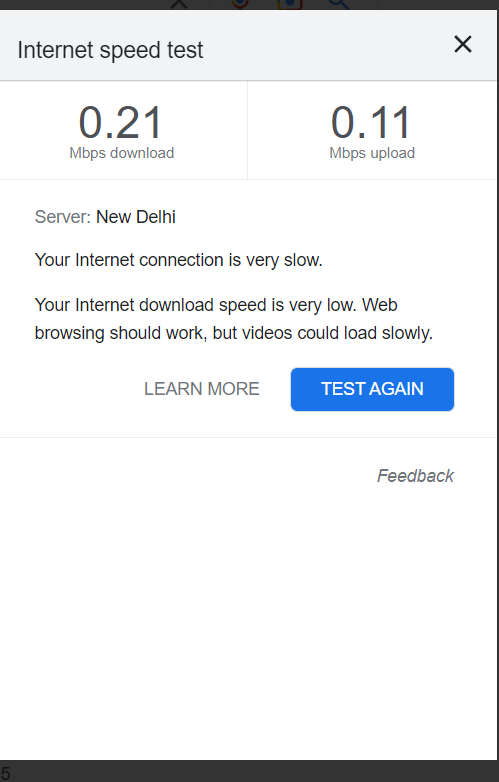 Internet speed test
0.21
Mbps download
0.11
Mbps upload
Server: New Delhi
Your Internet connection is very slow.
Your Internet download speed is very low. Web
browsing should work, but videos could load slowly.
LEARN MORE
TEST AGAIN
Feedback
5